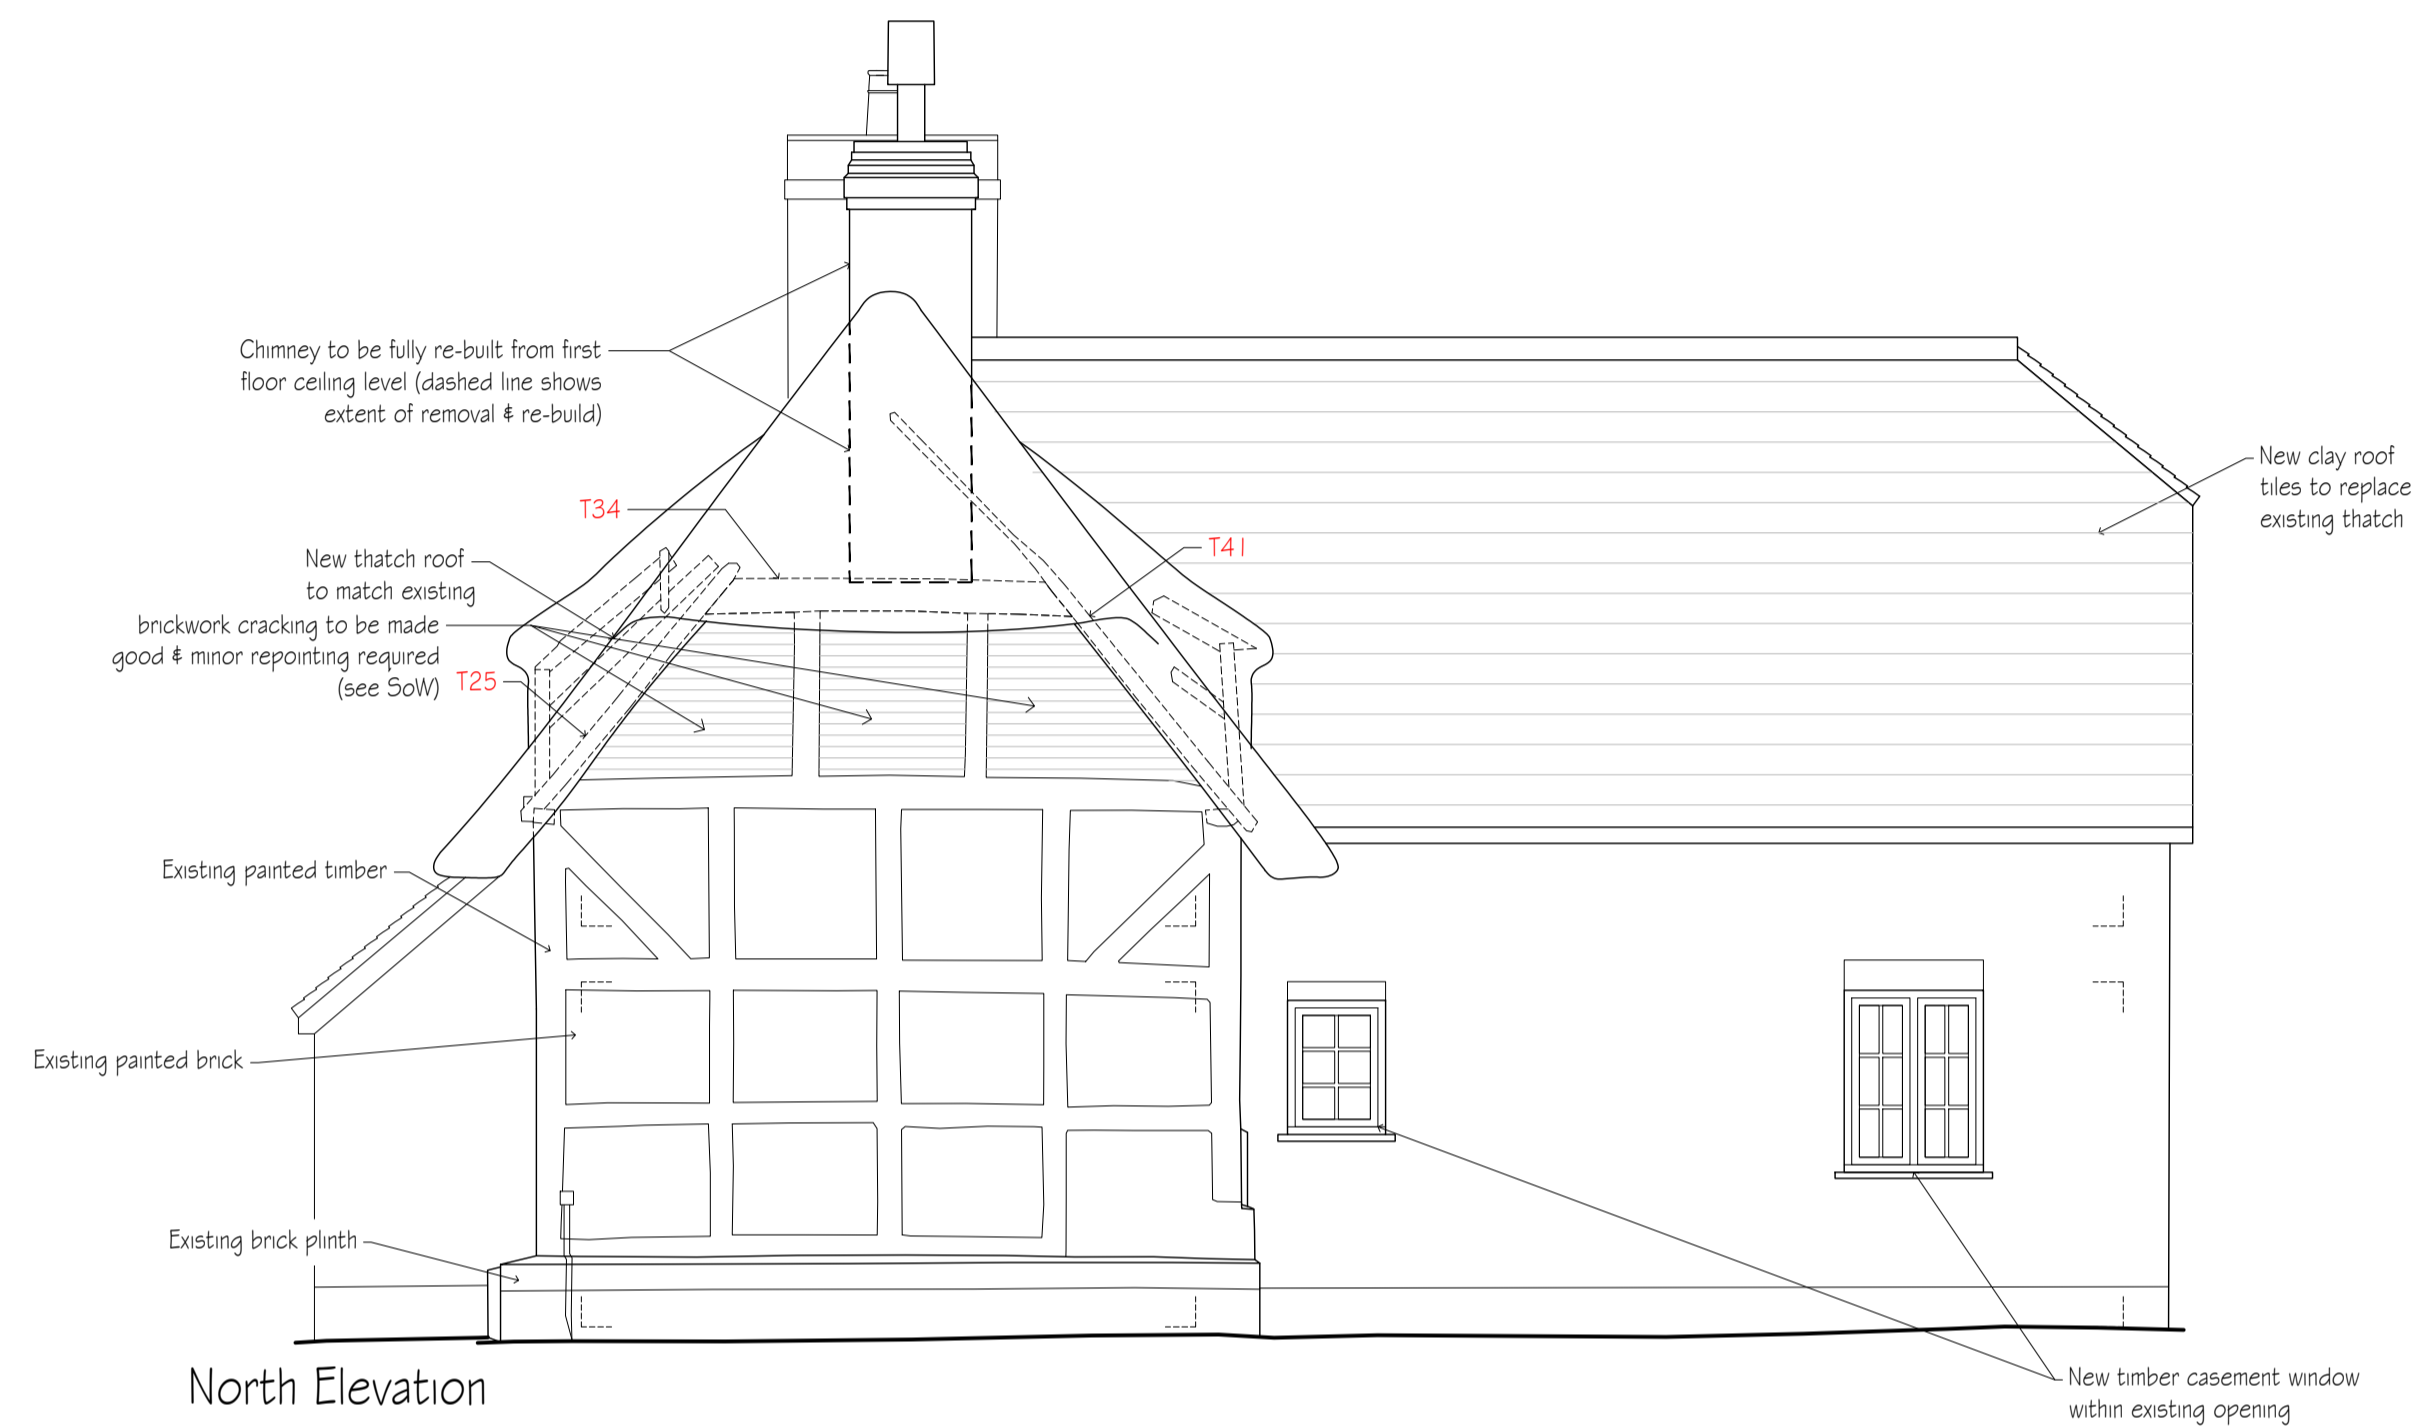 Chimney to be fully re-built from first
floor ceiling level (dashed line shows
extent of removal & re-build)
New clay roof
tiles to replace
existing thatch
T34
T41
New thatch roof
to match existing
brickwork cracking to be made
good & minor repointing required
(see SoW)
T25
Existing painted timber
Existing painted brick
Existing brick plinth
North Elevation
New timber casement window
within existing opening